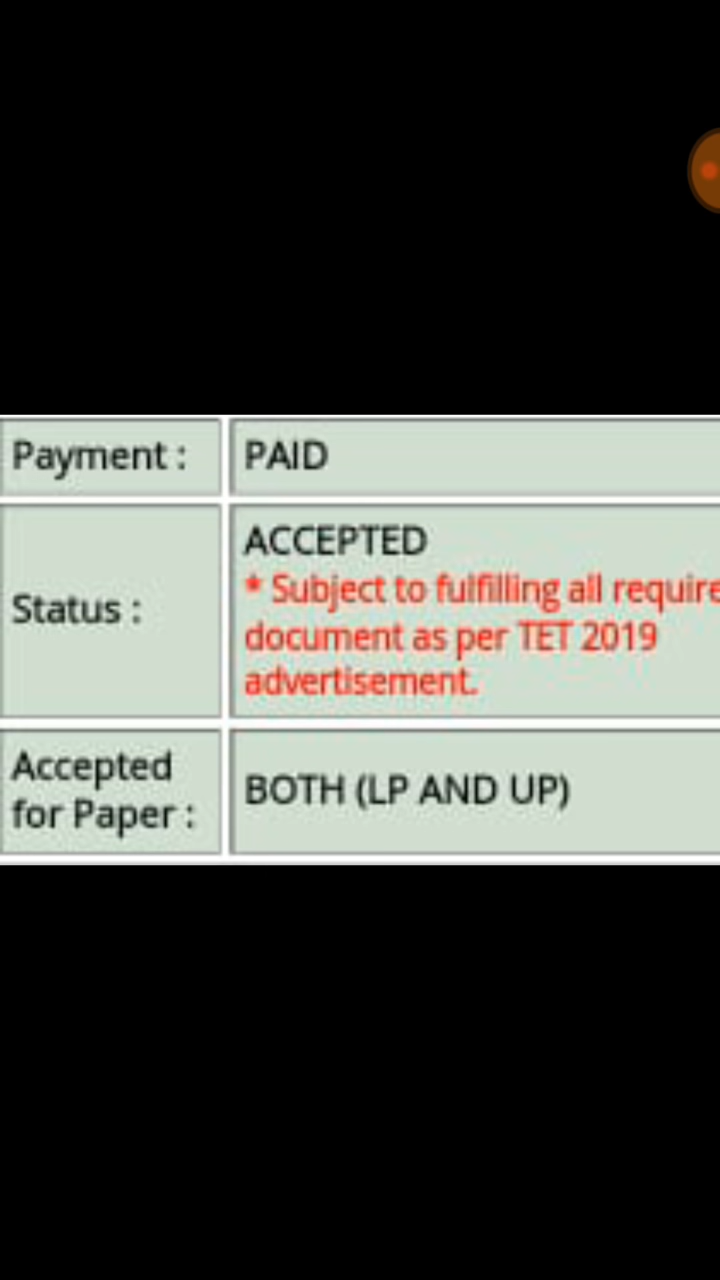 Payment : PAID
Status :
ACCEPTED
* Subject to fulfilling all require
document as per TET 2019
advertisement.
Accepted
for Paper :
BOTH (LP AND UP)